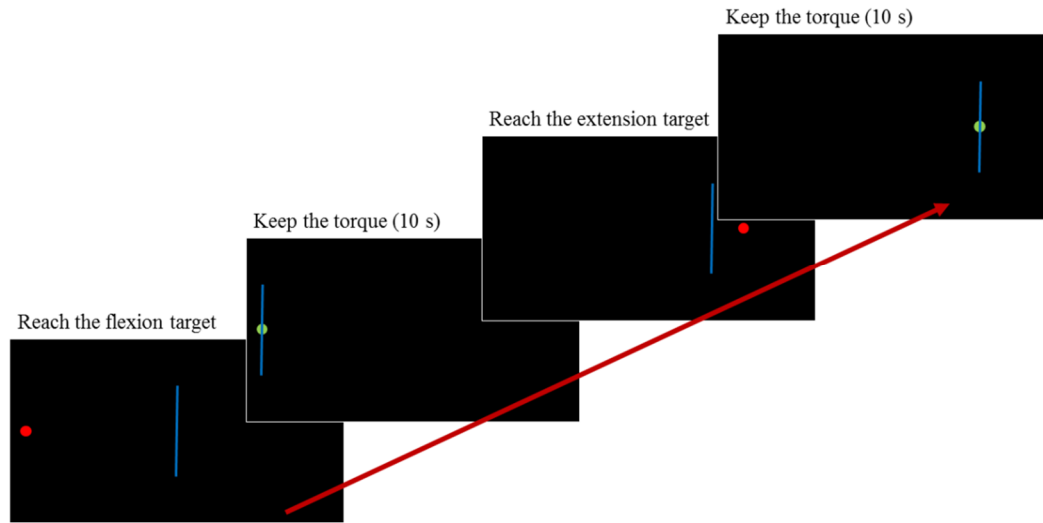 Keep the torque (10 s)
Reach the extension target
Keep the torque (10 s)
Reach the flexion target